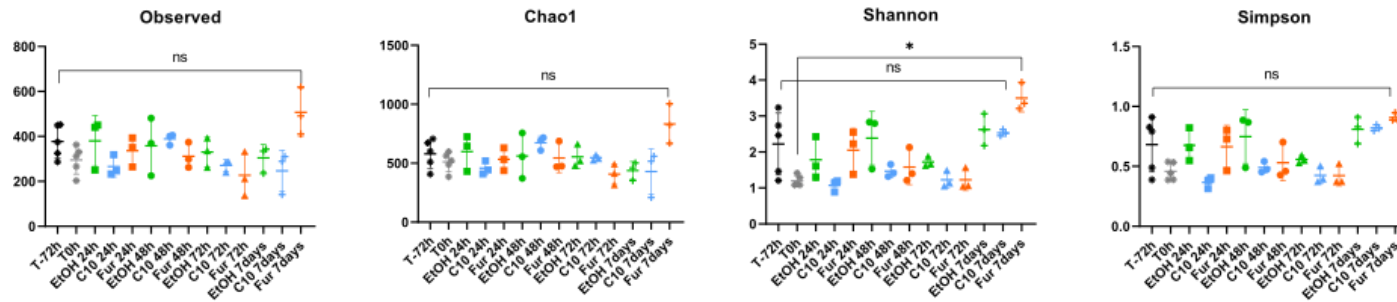 Observed
800
600
400
200
0
ns
T-72h
T0h
EtOH 24h
C10 24h
Fur 24h
EtOH 48h
C10 48h
Fur 48h
EtOH 72h
C10 72h
Fur 72h
EtOH 7days
C10 7days
Fur 7days
Chao1
1500
1000
500
0
ns
T-72h
T0h
EtOH 24h
C10 24h
Fur 24h
EtOH 48h
C10 48h
Fur 48h
EtOH 72h
C10 72h
Fur 72h
EtOH 7days
C10 7days
Fur 7days
Shannon
5
4
3
2
1
0
*
ns
T-72h
T0h
EtOH 24h
C10 24h
Fur 24h
EtOH 48h
C10 48h
Fur 48h
EtOH 72h
C10 72h
Fur 72h
EtOH 7days
C10 7days
Fur 7days
Simpson
1.5
1.0
0.5
0.0
ns
T-72h
T0h
EtOH 24h
C10 24h
Fur 24h
EtOH 48h
C10 48h
Fur 48h
EtOH 72h
C10 72h
Fur 72h
EtOH 7days
C10 7days
Fur 7days